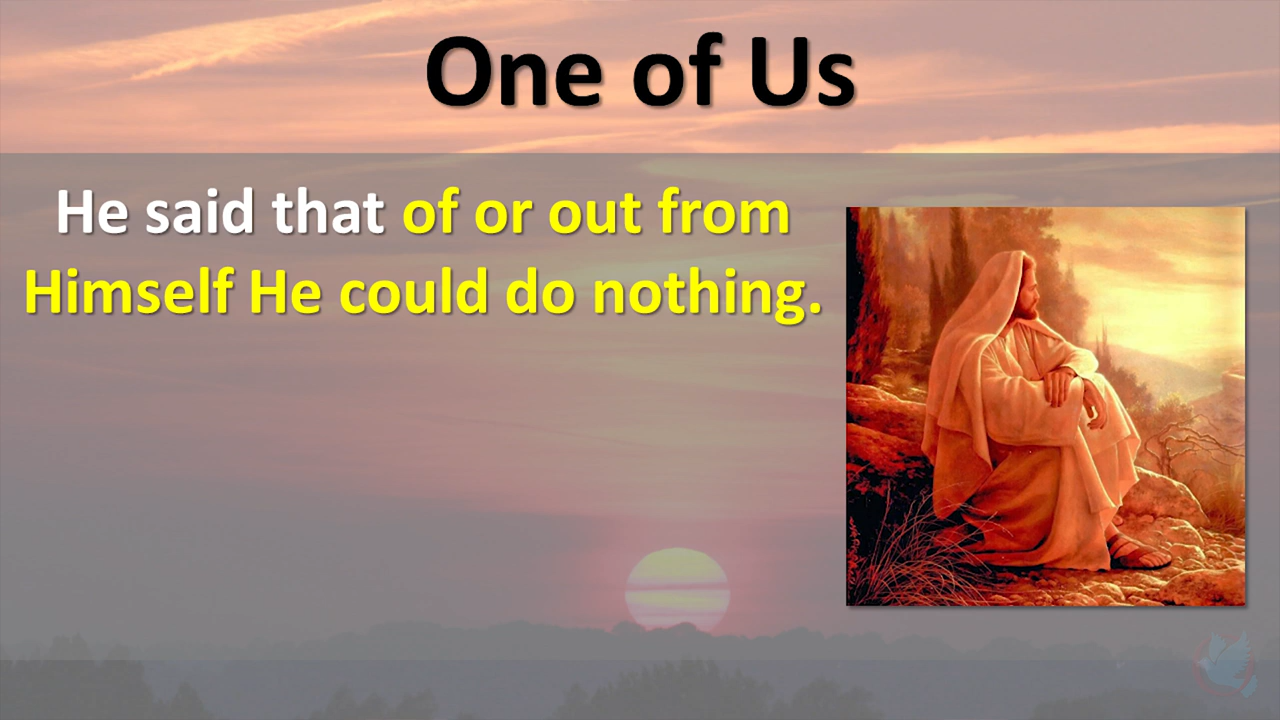 One of Us
He said that of or out from
Himself He could do nothing.